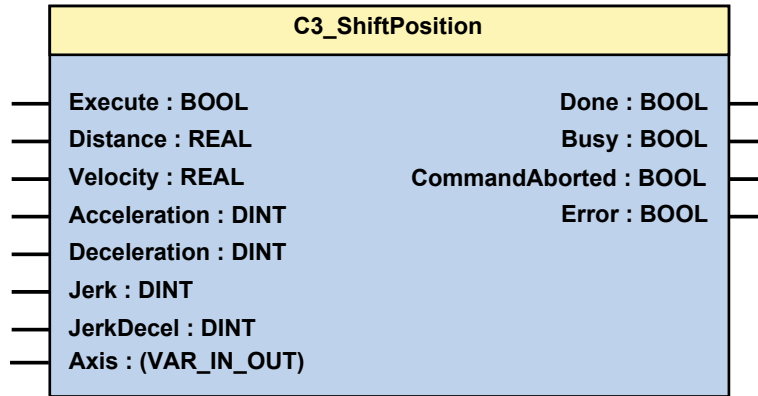 C3_ShiftPosition
Execute : BOOL Done : BOOL
Distance : REAL Busy : BOOL
Velocity : REAL CommandAborted : BOOL
Acceleration : DINT Error : BOOL
Deceleration : DINT
Jerk : DINT
JerkDecel : DINT
Axis : (VAR_IN_OUT)